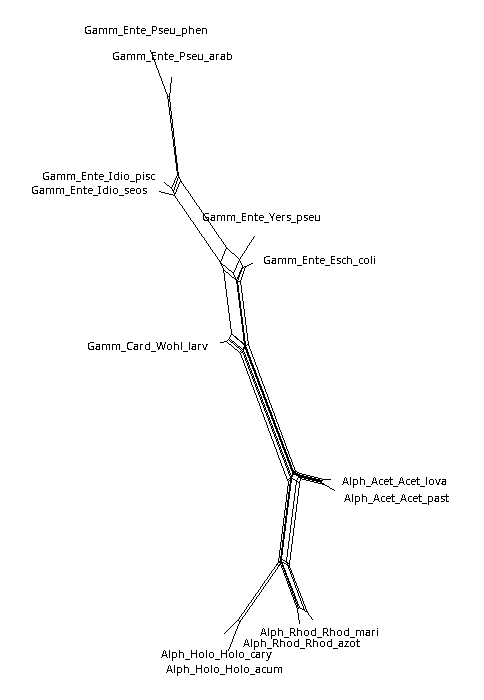 Gamm_Ente_Pseu_phen
Gamm_Ente_Pseu_arab
Gamm_Ente_Idio_pisc
Gamm_Ente_Idio_seos
Gamm_Ente_Yers_pseu
Gamm_Ente_Esch_coli
Gamm_Card_Wohl_larv
Alph_Acet_Acet_lova
Alph_Acet_Acet_past
Alph_Rhod_Rhod_mari
Alph_Rhod_Rhod_azot
Alph_Holo_Holo_cary
Alph_Holo_Holo_acum